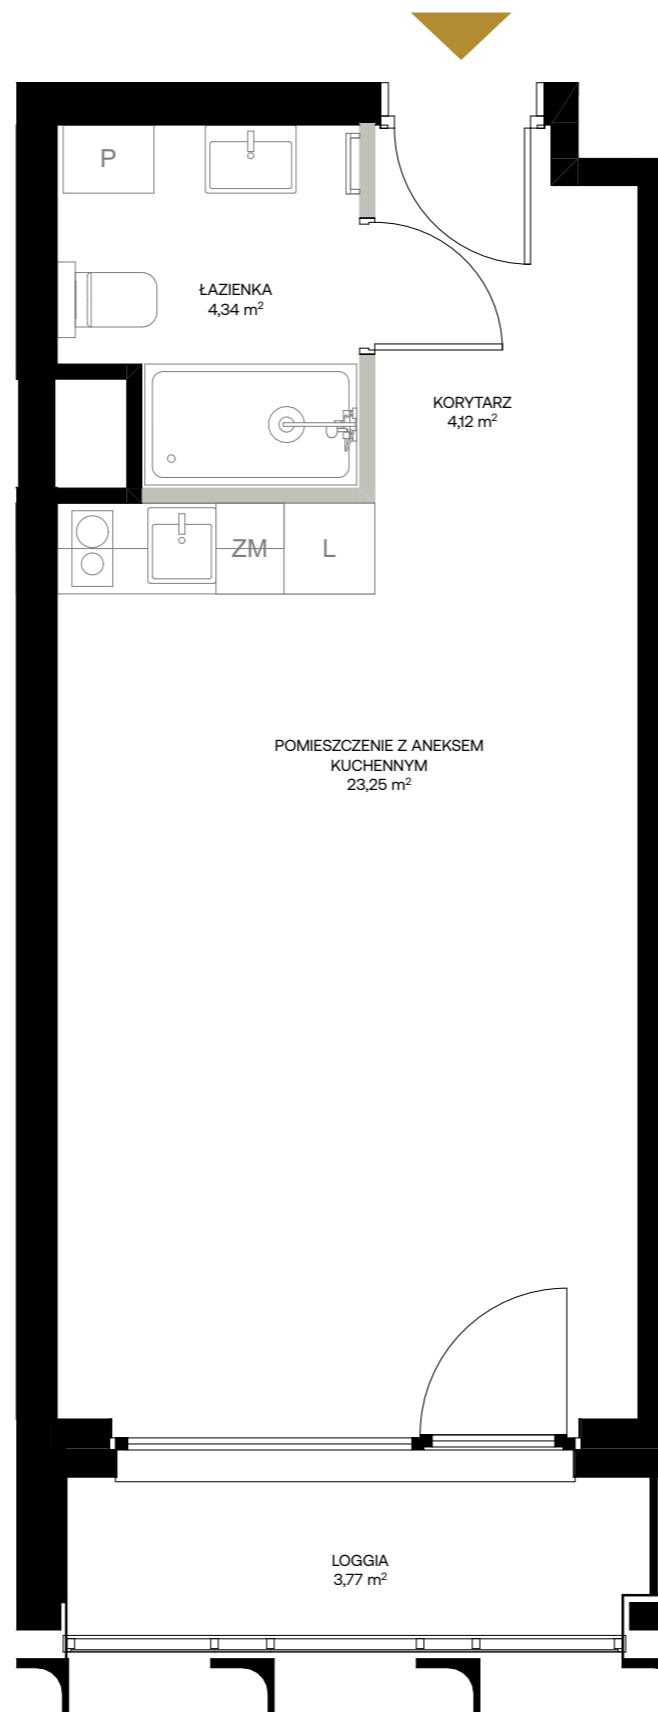 P
ŁAZIENKA
4,34 m²
KORYTARZ
4,12 m²
ZM
L
POMIESZCZENIE Z ANEKSEM
KUCHENNYM
23,25 m²
LOGGIA
3,77 m²